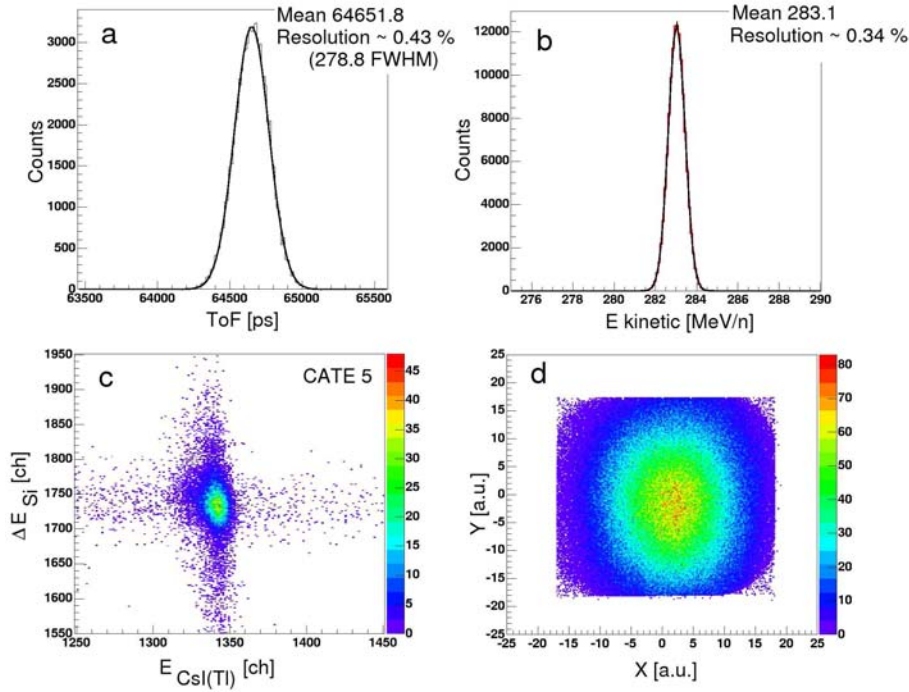 a
Mean 64651.8
Resolution ~ 0.43 %
(278.8 FWHM)
Counts
3000
2500
2000
1500
1000
500
0
63500 64000 64500 65000 65500
ToF [ps]
b
Mean 283.1
Resolution ~ 0.34 %
Counts
12000
10000
8000
6000
4000
2000
0
276 278 280 282 284 286 288 290
E kinetic [MeV/n]
c
CATE 5
ΔE Si [ch]
1950
1900
1850
1800
1750
1700
1650
1600
1550
1250 1300 1350 1400 1450
E CsI(Tl) [ch]
45
40
35
30
25
20
15
10
5
0
d
Y [a.u.]
25
20
15
10
5
0
-5
-10
-15
-20
-25
-25 -20 -15 -10 -5 0 5 10 15 20 25
X [a.u.]
80
70
60
50
40
30
20
10
0